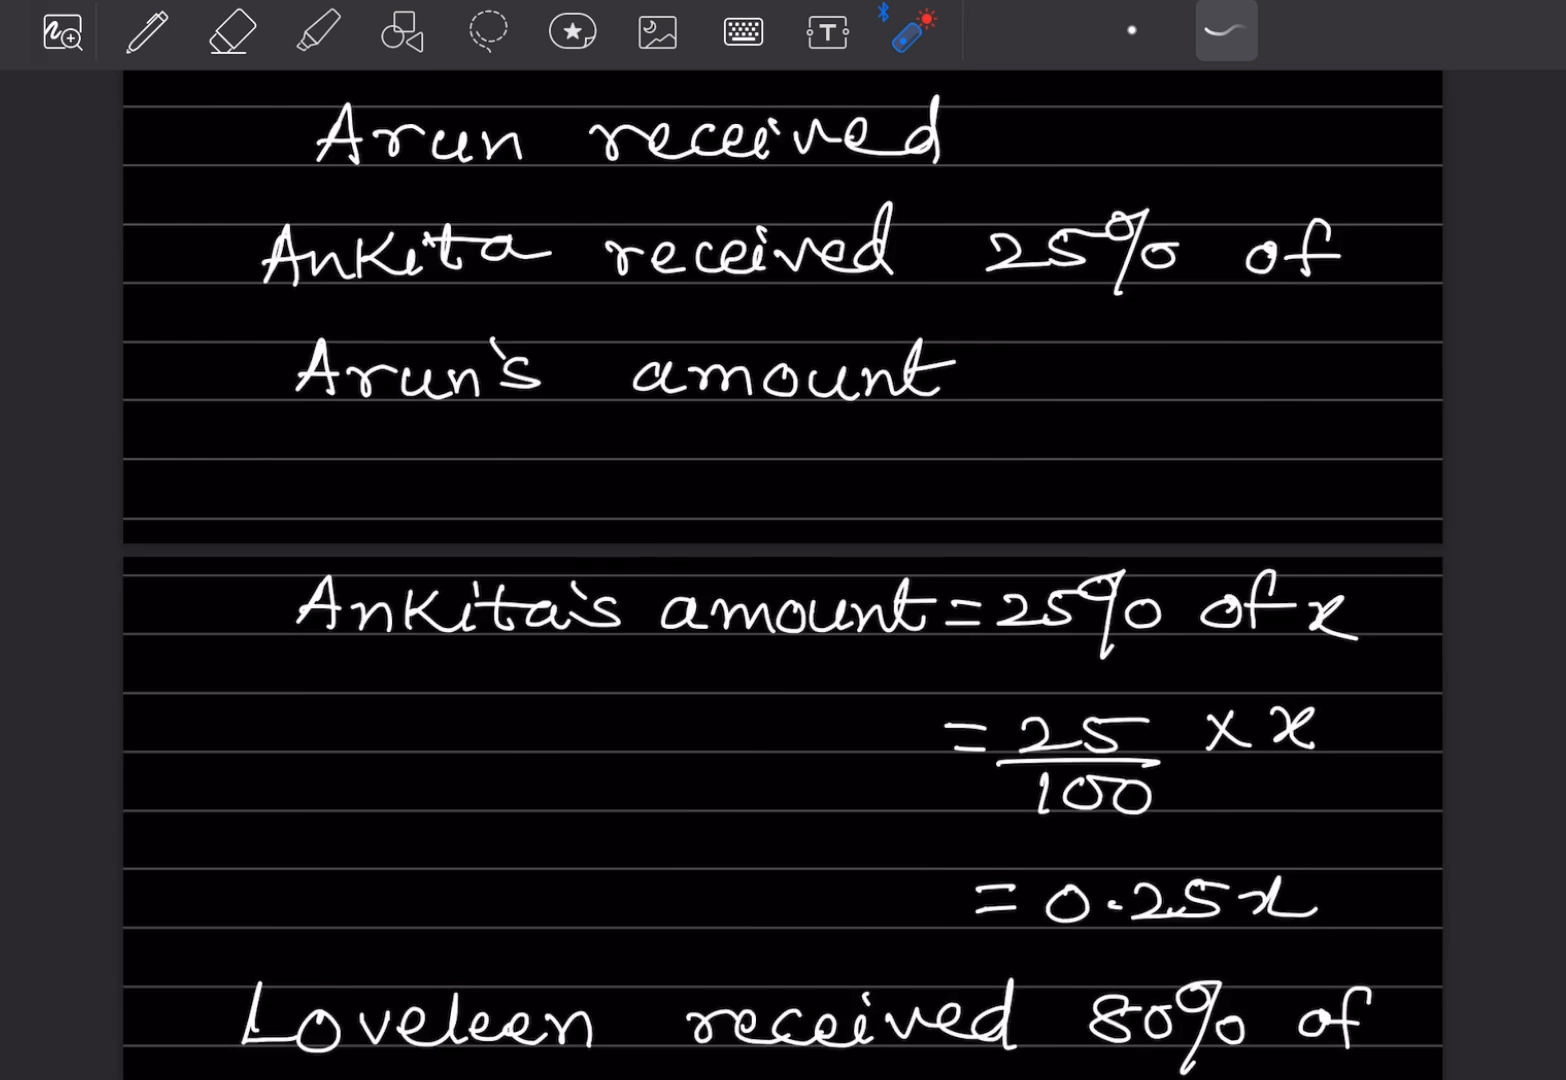 Arun received
Ankita received 25% of
Arun's amount
Ankita's amount = 25% of x
= 25/100 × x
= 0.25x
Loveleen received 80% of